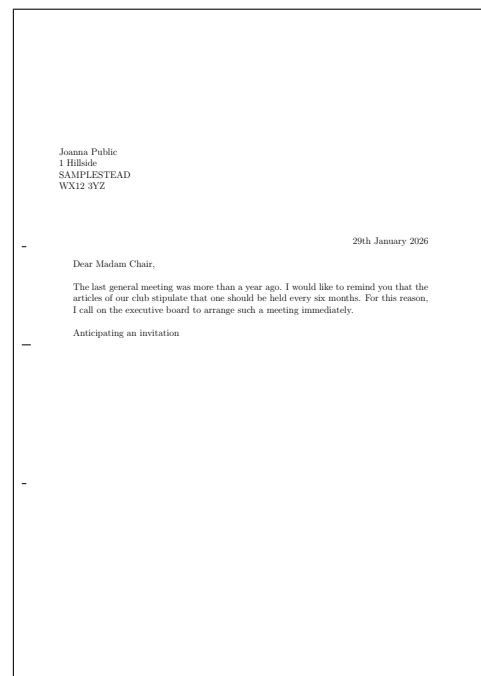 Joanna Public
1 Hillside
SAMPLESTEAD
WX12 3YZ
29th January 2026
Dear Madam Chair,
The last general meeting was more than a year ago. I would like to remind you that the
articles of our club stipulate that one should be held every six months. For this reason,
I call on the executive board to arrange such a meeting immediately.
Anticipating an invitation